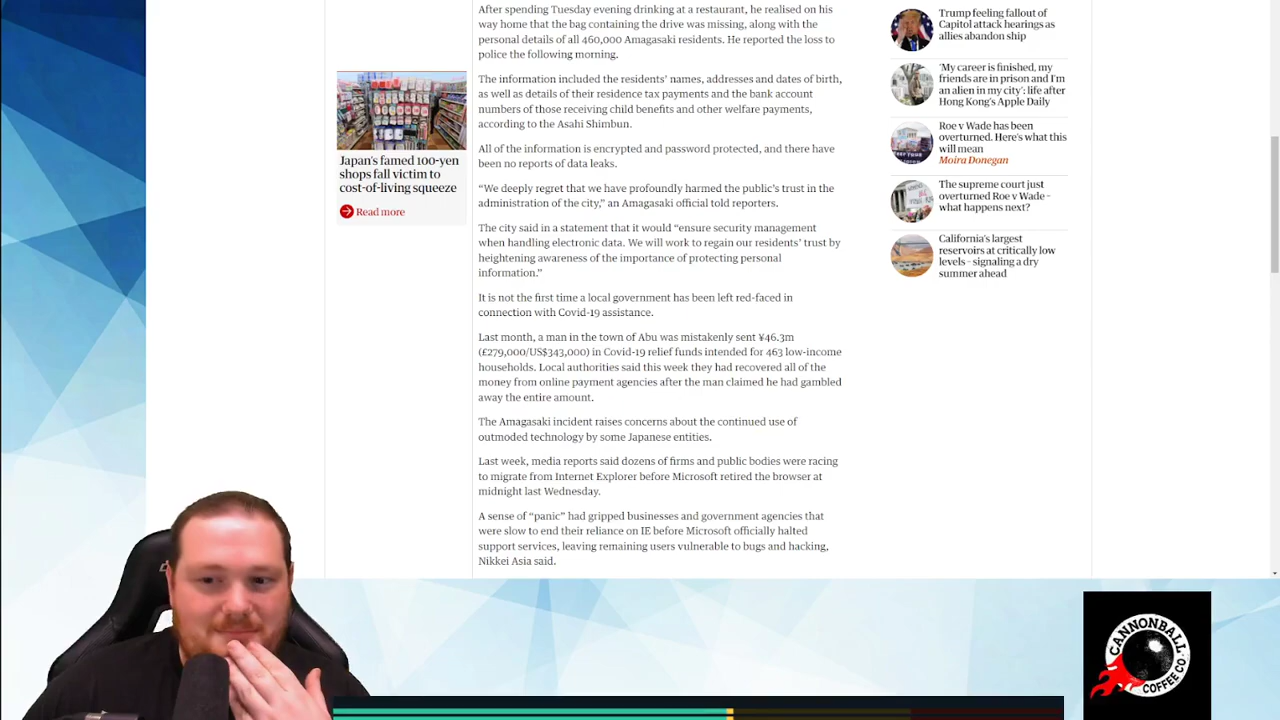 After spending Tuesday evening drinking at a restaurant, he realised on his
way home that the bag containing the drive was missing, along with the
personal details of all 460,000 Amagasaki residents. He reported the loss to
police the following morning.
The information included the residents' names, addresses and dates of birth,
as well as details of their residence tax payments and the bank account
numbers of those receiving child benefits and other welfare payments,
according to the Asahi Shimbun.
All of the information is encrypted and password protected, and there have
been no reports of data leaks.
“We deeply regret that we have profoundly harmed the public's trust in the
administration of the city,” an Amagasaki official told reporters.
The city said in a statement that it would “ensure security management
when handling electronic data. We will work to regain our residents' trust by
heightening awareness of the importance of protecting personal
information.”
It is not the first time a local government has been left red-faced in
connection with Covid-19 assistance.
Last month, a man in the town of Abu was mistakenly sent ¥46.3m
(£279,000/US$343,000) in Covid-19 relief funds intended for 463 low-income
households. Local authorities said this week they had recovered all of the
money from online payment agencies after the man claimed he had gambled
away the entire amount.
The Amagasaki incident raises concerns about the continued use of
outmoded technology by some Japanese entities.
Last week, media reports said dozens of firms and public bodies were racing
to migrate from Internet Explorer before Microsoft retired the browser at
midnight last Wednesday.
A sense of “panic” had gripped businesses and government agencies that
were slow to end their reliance on IE before Microsoft officially halted
support services, leaving remaining users vulnerable to bugs and hacking,
Nikkei Asia said.
Japan's famed 100-yen
shops fall victim to
cost-of-living squeeze
Read more
Trump feeling fallout of
Capitol attack hearings as
allies abandon ship
‘My career is finished, my
friends are in prison and I'm
an alien in my city’: life after
Hong Kong's Apple Daily
Roe v Wade has been
overturned. Here's what this
will mean
Moira Donegan
The supreme court just
overturned Roe v Wade –
what happens next?
California's largest
reservoirs at critically low
levels – signaling a dry
summer ahead
CANNONBALL
COFFEE CO.